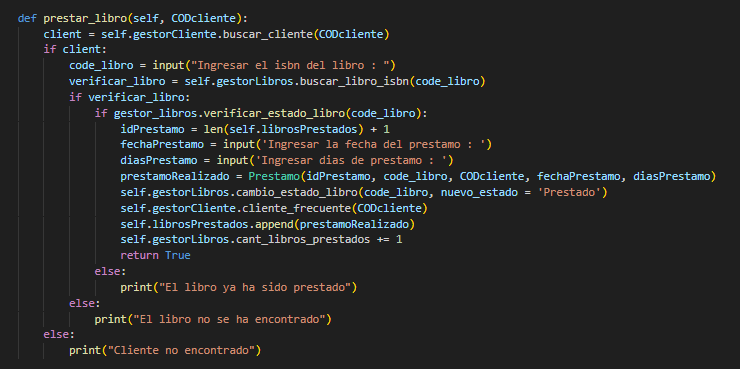 def prestar_libro(self, CODcliente):
    client = self.gestorCliente.buscar_cliente(CODcliente)
    if client:
        code_libro = input("Ingresar el isbn del libro : ")
        verificar_libro = self.gestorLibros.buscar_libro_isbn(code_libro)
        if verificar_libro:
            if gestor_libros.verificar_estado_libro(code_libro):
                idPrestamo = len(self.librosPrestados) + 1
                fechaPrestamo = input('Ingresar la fecha del prestamo : ')
                diasPrestamo = input('Ingresar dias de prestamo : ')
                prestamoRealizado = Prestamo(idPrestamo, code_libro, CODcliente, fechaPrestamo, diasPrestamo)
                self.gestorLibros.cambio_estado_libro(code_libro, nuevo_estado = 'Prestado')
                self.gestorCliente.cliente_frecuente(CODcliente)
                self.librosPrestados.append(prestamoRealizado)
                self.gestorLibros.cant_libros_prestados += 1
                return True
            else:
                print("El libro ya ha sido prestado")
        else:
            print("El libro no se ha encontrado")
    else:
        print("Cliente no encontrado")